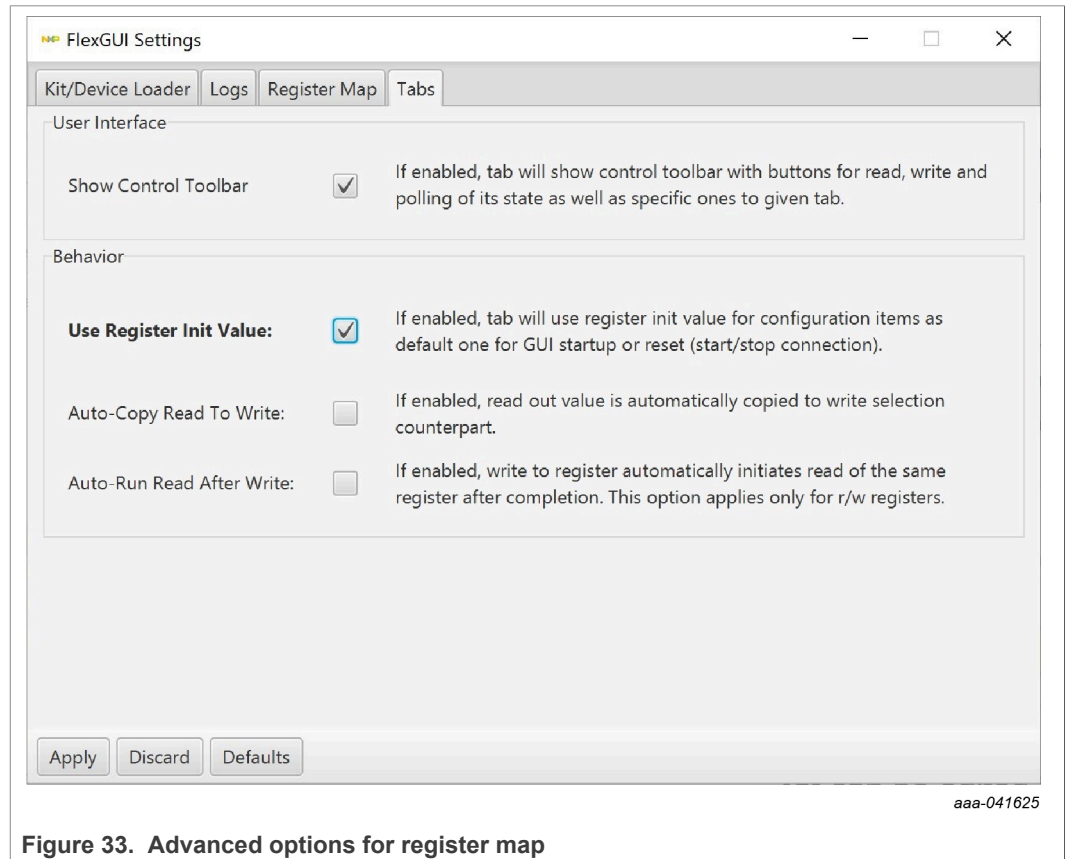 NXP FlexGUI Settings
Kit/Device Loader Logs Register Map Tabs
User Interface
Show Control Toolbar
If enabled, tab will show control toolbar with buttons for read, write and
polling of its state as well as specific ones to given tab.
Behavior
Use Register Init Value:
If enabled, tab will use register init value for configuration items as
default one for GUI startup or reset (start/stop connection).
Auto-Copy Read To Write:
If enabled, read out value is automatically copied to write selection
counterpart.
Auto-Run Read After Write:
If enabled, write to register automatically initiates read of the same
register after completion. This option applies only for r/w registers.
Apply Discard Defaults
aaa-041625
Figure 33. Advanced options for register map